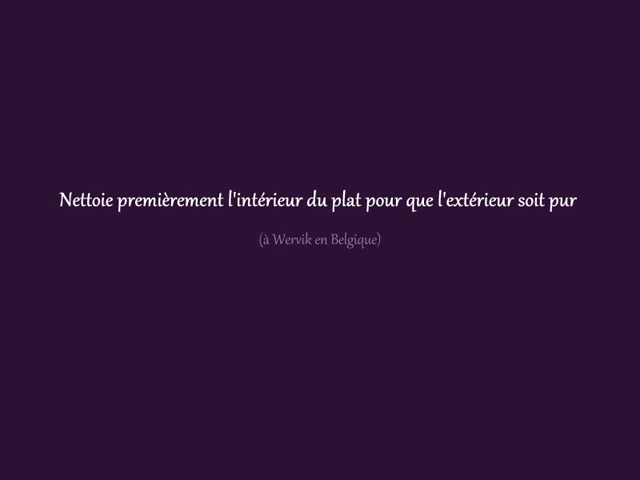 Nettoie premièrement l'intérieur du plat pour que l'extérieur soit pur
(à Wervik en Belgique)